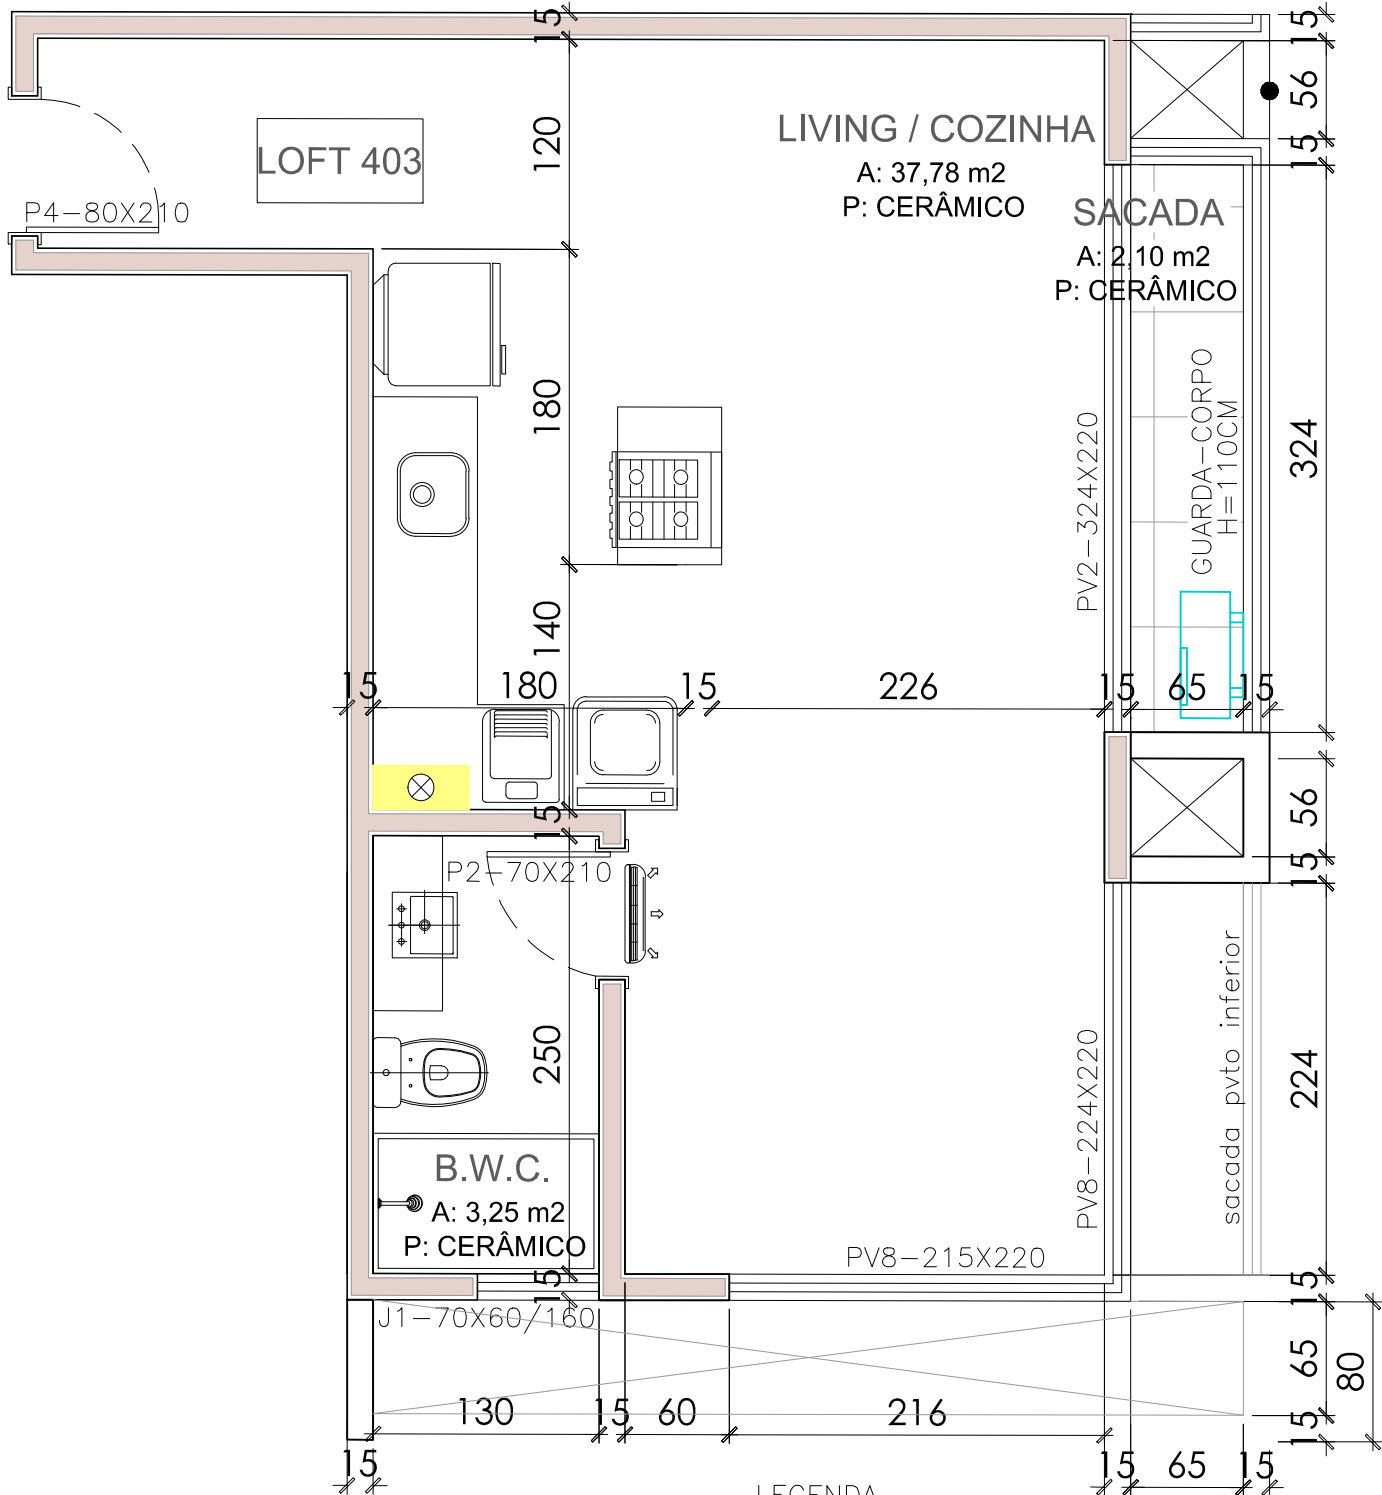 15
15
LIVING / COZINHA
A: 37,78 m2
P: CERÂMICO
120
56
LOFT 403
15
P4-80X210
SACADA
A: 2,10 m2
P: CERÂMICO
180
GUARDA-CORPO
H=110CM
PV2-324X220
324
140
15
180
15
226
15
65
15
15
56
P2-70X210
15
sacada pvto inferior
250
PV8-224X220
224
B.W.C.
A: 3,25 m2
P: CERÂMICO
PV8-215X220
15
15
J1-70X60/160
65
80
130
15
60
216
15
15
15
65
15
LEGENDA